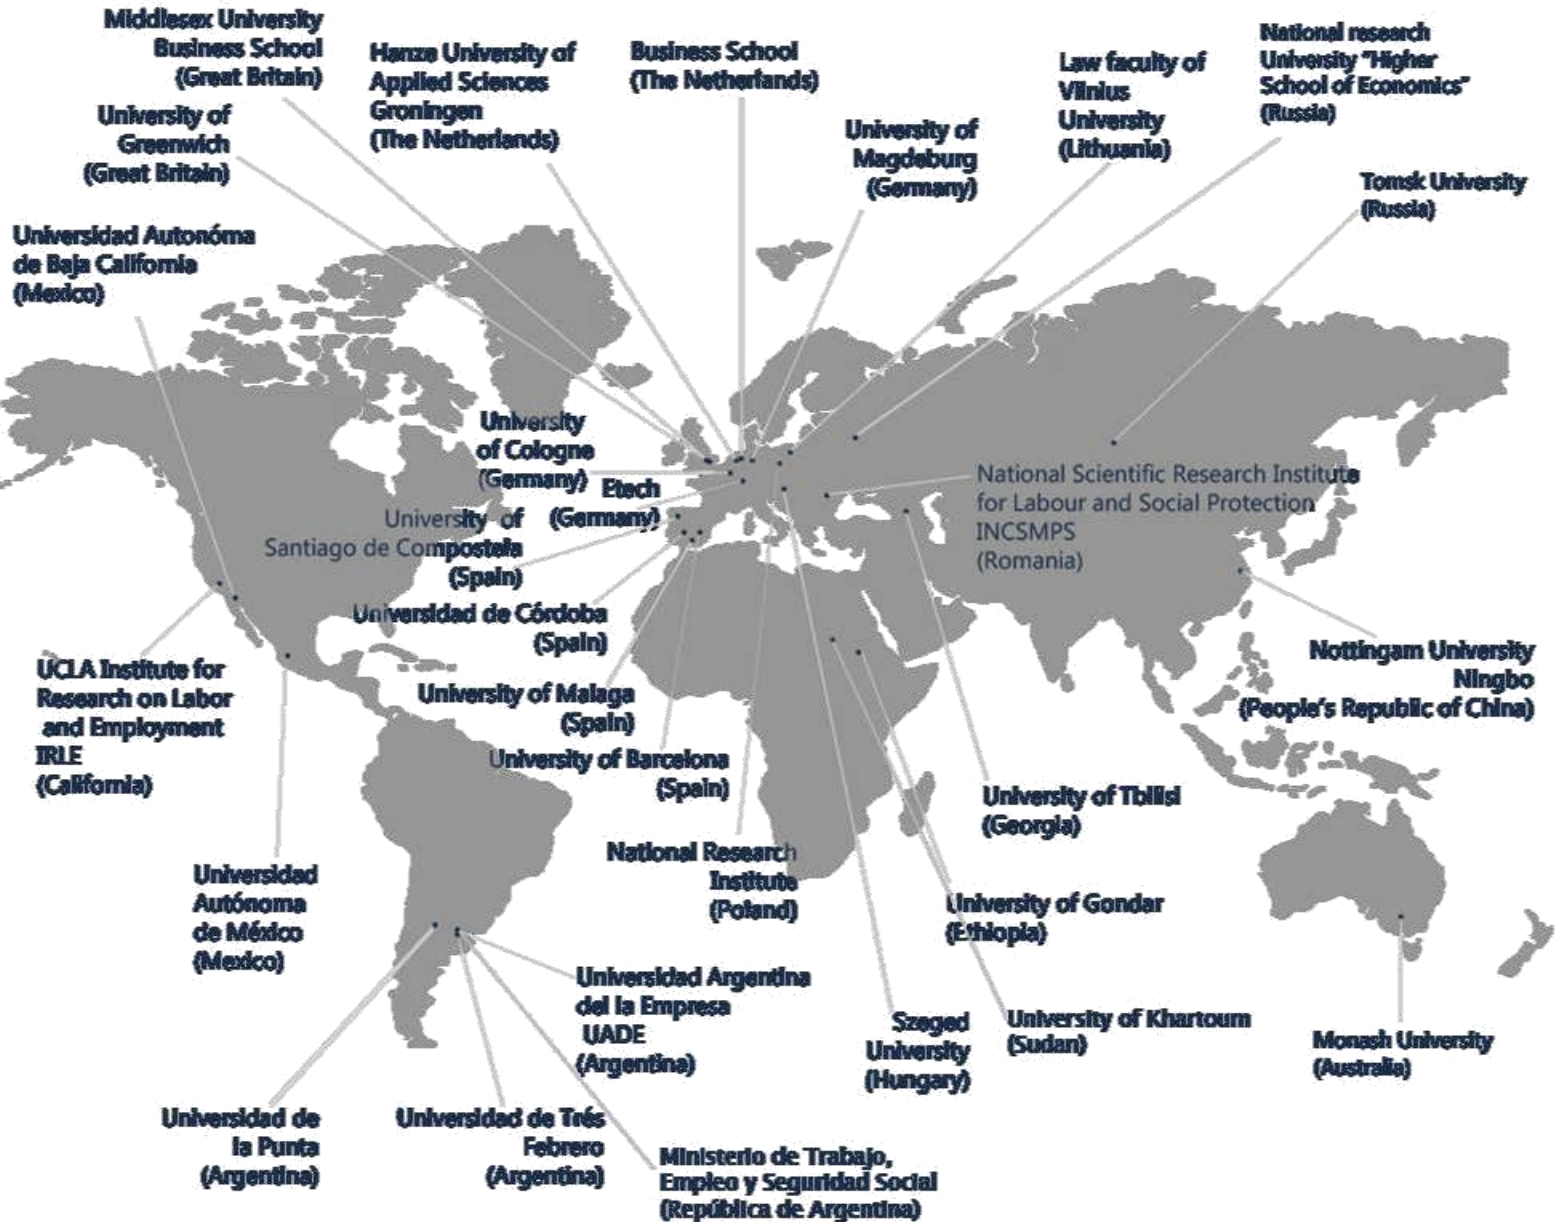 Middlesex University
Business School
(Great Britain)
Hanze University of
Applied Sciences
Groningen
(The Netherlands)
Business School
(The Netherlands)
Law faculty of
Vilnius
University
(Lithuania)
National research
University "Higher
School of Economics"
(Russia)
University of
Greenwich
(Great Britain)
University of
Magdeburg
(Germany)
Tomsk University
(Russia)
Universidad Autonóma
de Baja California
(Mexico)
University
of Cologne
(Germany)
Etech
(Germany)
National Scientific Research Institute
for Labour and Social Protection
INCSMPS
(Romania)
University of
Santiago de Compostela
(Spain)
Universidad de Córdoba
(Spain)
UCLA Institute for
Research on Labor
and Employment
IRLE
(California)
University of Malaga
(Spain)
Nottingam University
Ningbo
(People's Republic of China)
University of Barcelona
(Spain)
University of Tbilisi
(Georgia)
National Research
Institute
(Poland)
Universidad
Autónoma
de México
(Mexico)
University of Gondar
(Ethiopia)
Universidad Argentina
del la Empresa
UADE
(Argentina)
Szeged
University
(Hungary)
University of Khartoum
(Sudan)
Monash University
(Australia)
Universidad de
la Punta
(Argentina)
Universidad de Trés
Febrero
(Argentina)
Ministerio de Trabajo,
Empleo y Seguridad Social
(República de Argentina)